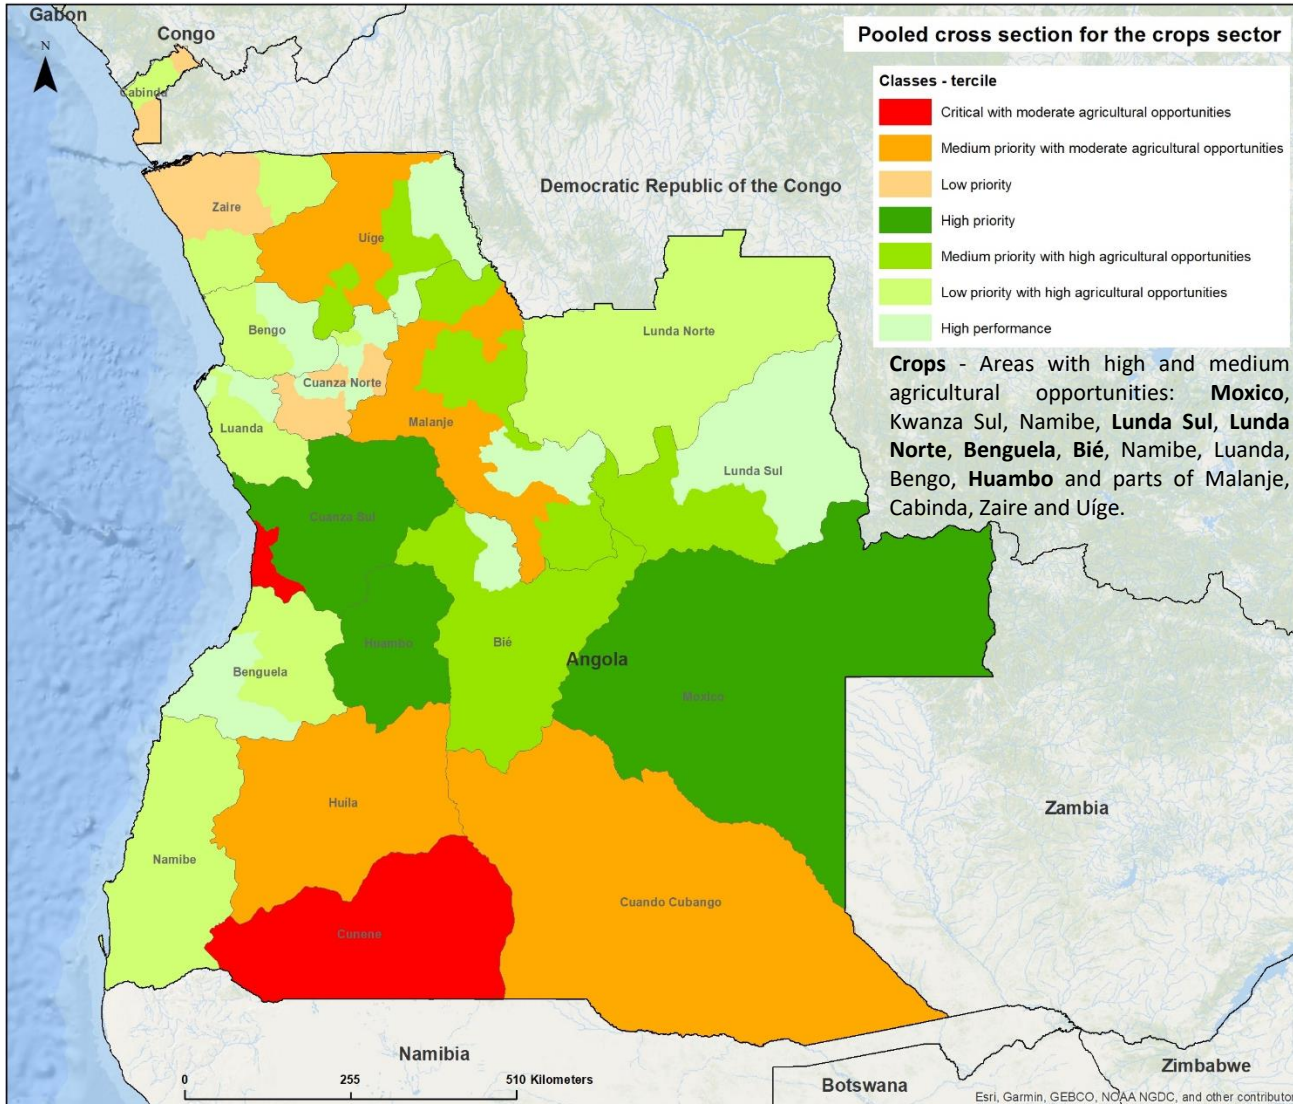 Gabon
Congo
N
Cabinda
Pooled cross section for the crops sector
Classes - tercile
Critical with moderate agricultural opportunities
Medium priority with moderate agricultural opportunities
Low priority
High priority
Medium priority with high agricultural opportunities
Low priority with high agricultural opportunities
High performance
Crops - Areas with high and medium
agricultural opportunities: Moxico,
Kwanza Sul, Namibe, Lunda Sul, Lunda
Norte, Benguela, Bié, Namibe, Luanda,
Bengo, Huambo and parts of Malanje,
Cabinda, Zaire and Uíge.
Democratic Republic of the Congo
Zaire
Uíge
Bengo
Lunda Norte
Cuanza Norte
Luanda
Malanje
Lunda Sul
Cuanza Sul
Huambo
Bié
Angola
Benguela
Moxico
Huíla
Namibe
Zambia
Cuando Cubango
Cunene
Namibia
Zimbabwe
Botswana
0 255 510 Kilometers
Esri, Garmin, GEBCO, NOAA NGDC, and other contributor